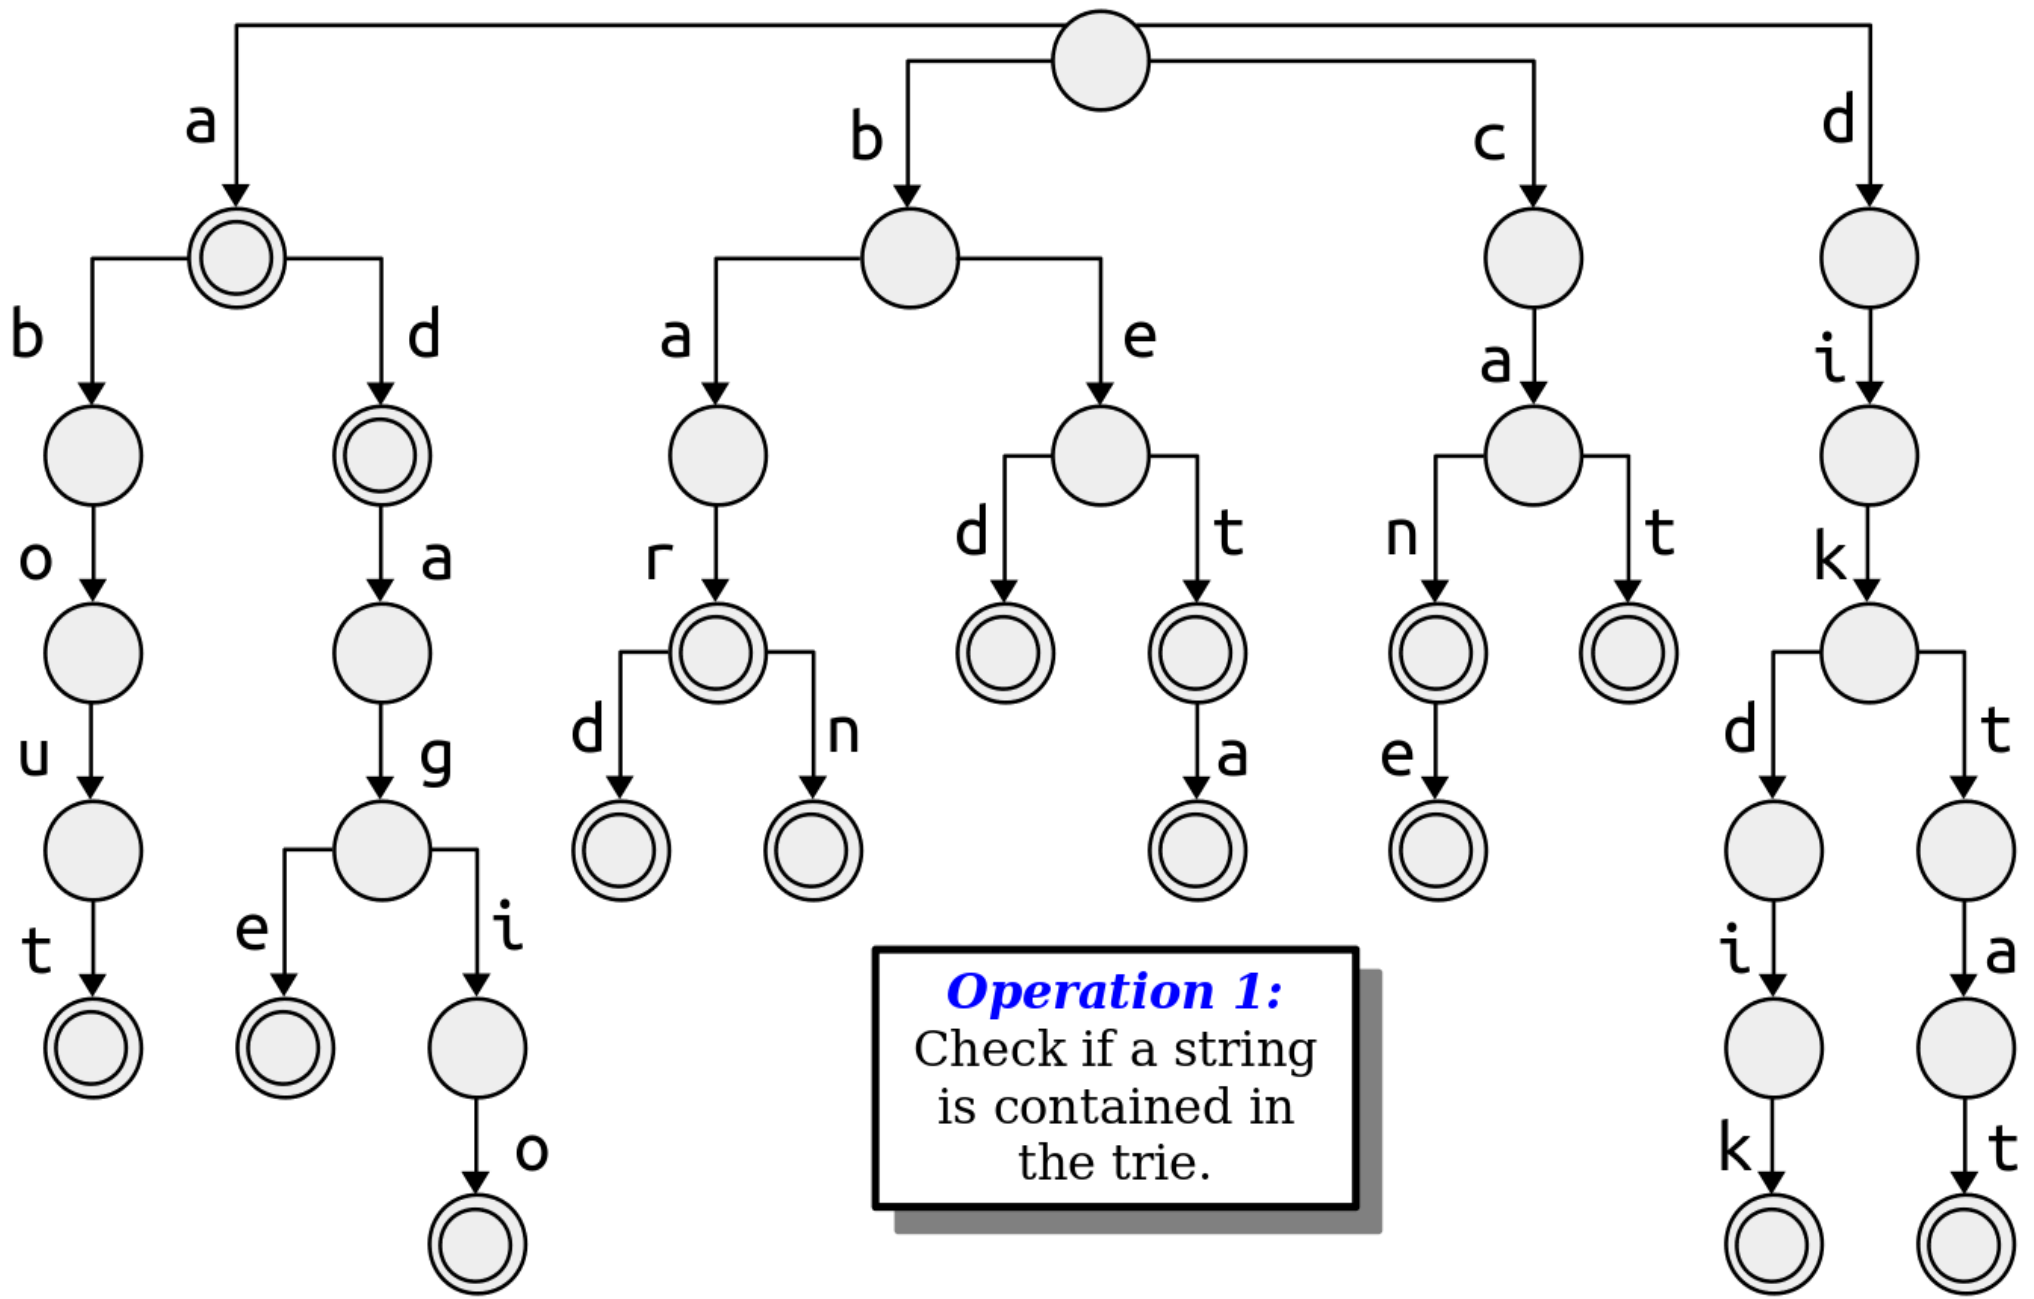 a
b
c
d
b
d
a
e
a
i
o
a
r
d
t
n
t
k
u
g
d
n
a
e
d
t
t
e
i
i
a
o
k
t
Operation 1:
Check if a string
is contained in
the trie.